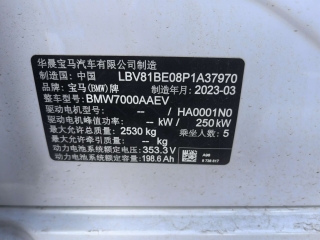 华晨宝马汽车有限公司制造
制造国: 中国 LBV81BE08P1A37970
品牌: 宝马(BMW)牌 制造年月: 2023-03
整车型号: BMW7000AAEV
驱动电机型号: -- / HA0001N0
驱动电机峰值功率: -- kW / 250 kW
最大允许总质量: 2530 kg 乘坐人数: 5
最大允许牵引质量: -- kg
动力电池系统额定电压: 353.3 V
动力电池系统额定容量: 198.6 Ah